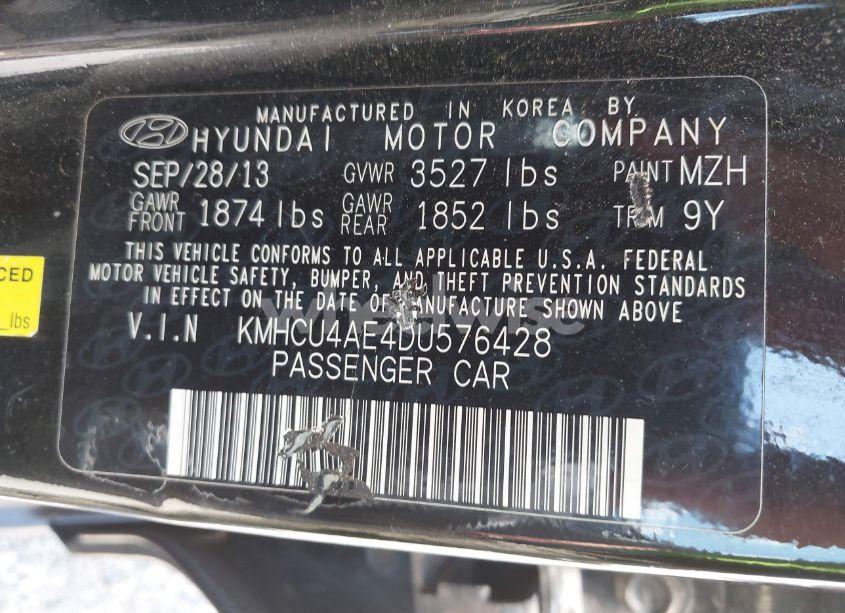 MANUFACTURED IN KOREA BY
HYUNDAI MOTOR COMPANY
SEP/28/13 GVWR 3527 lbs PAINT MZH
GAWR FRONT 1874 lbs GAWR REAR 1852 lbs TRIM 9Y
THIS VEHICLE CONFORMS TO ALL APPLICABLE U.S.A. FEDERAL
MOTOR VEHICLE SAFETY, BUMPER, AND THEFT PREVENTION STANDARDS
IN EFFECT ON THE DATE OF MANUFACTURE SHOWN ABOVE
V.I.N KMHCU4AE4DU576428
PASSENGER CAR
CED
lbs